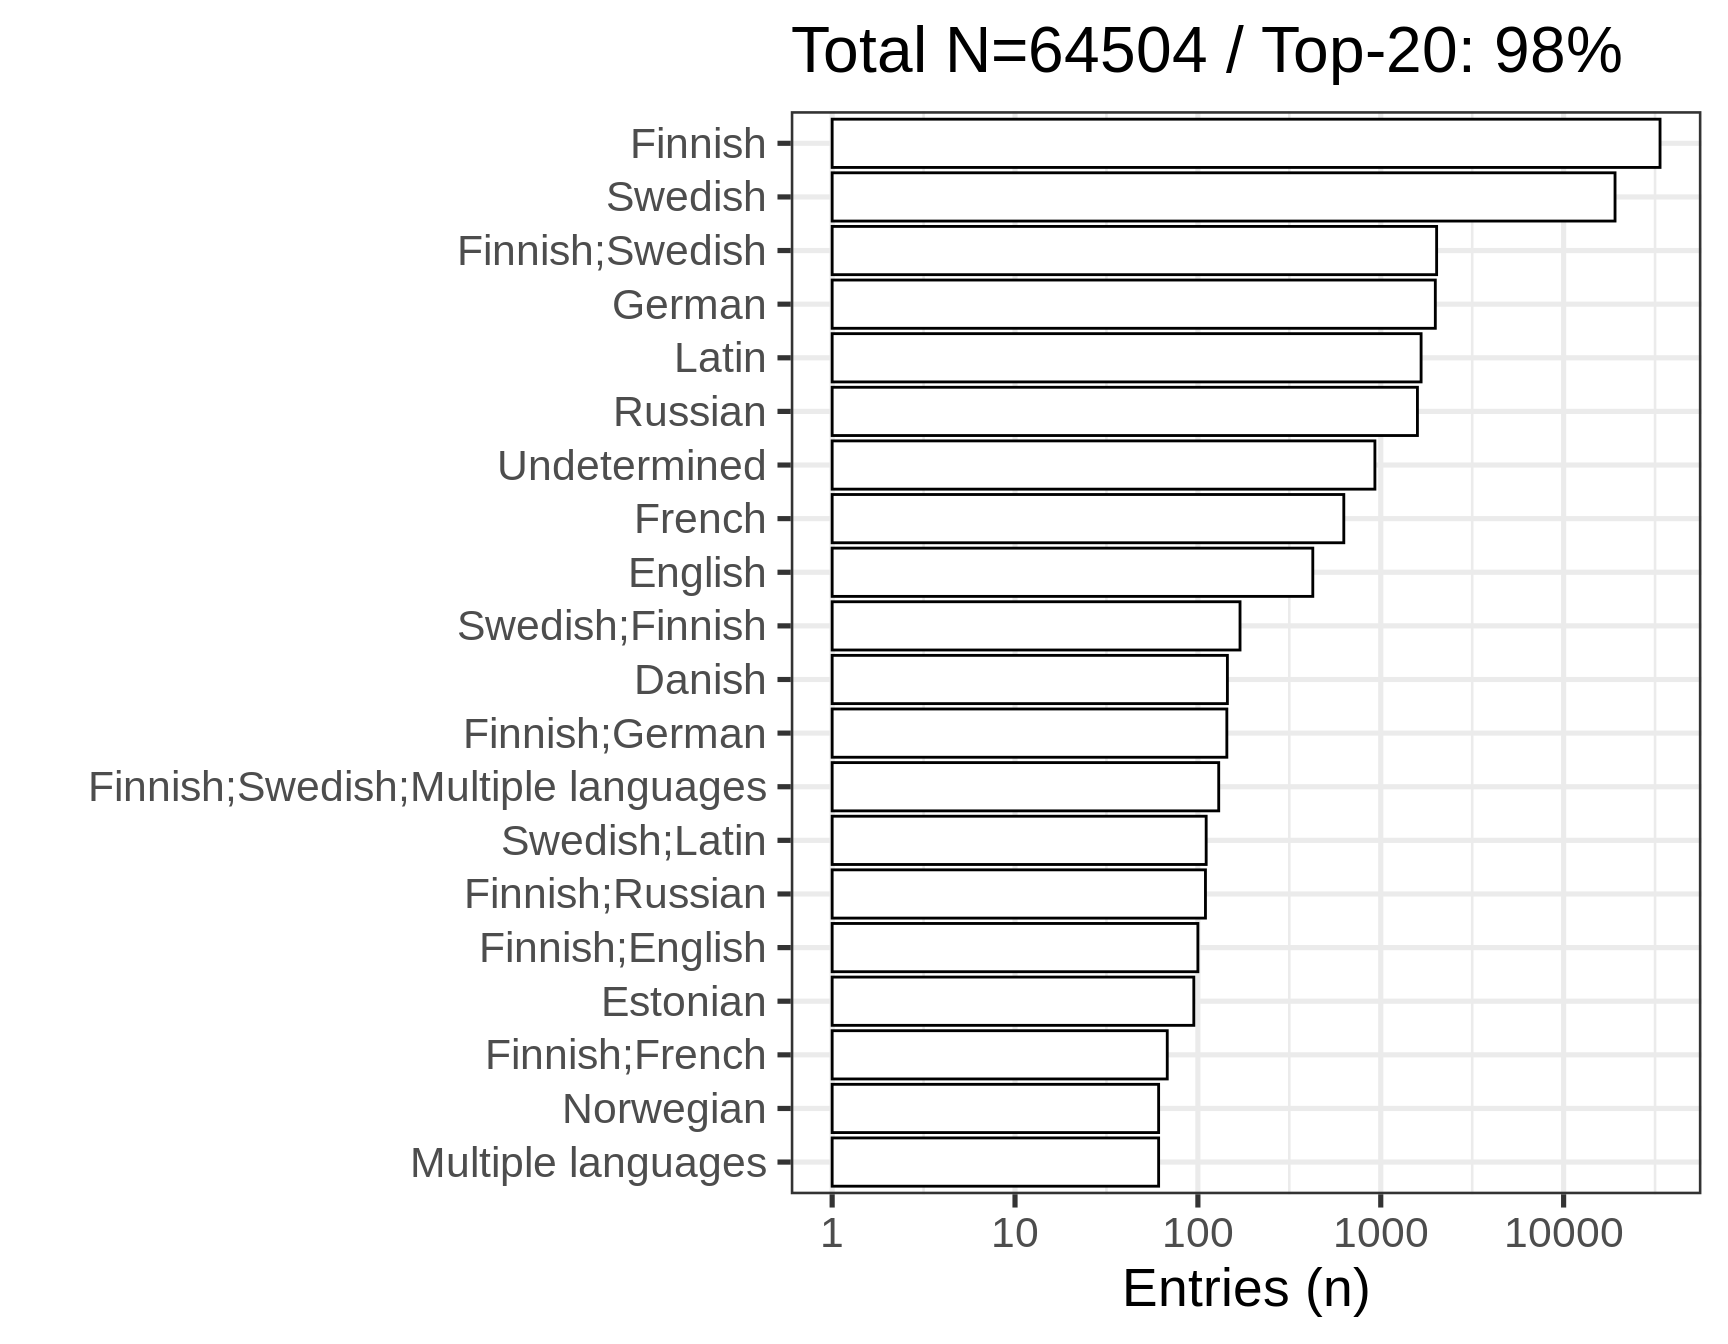 Total N=64504 / Top-20: 98%
Finnish
Swedish
Finnish;Swedish
German
Latin
Russian
Undetermined
French
English
Swedish;Finnish
Danish
Finnish;German
Finnish;Swedish;Multiple languages
Swedish;Latin
Finnish;Russian
Finnish;English
Estonian
Finnish;French
Norwegian
Multiple languages
1 10 100 1000 10000
Entries (n)